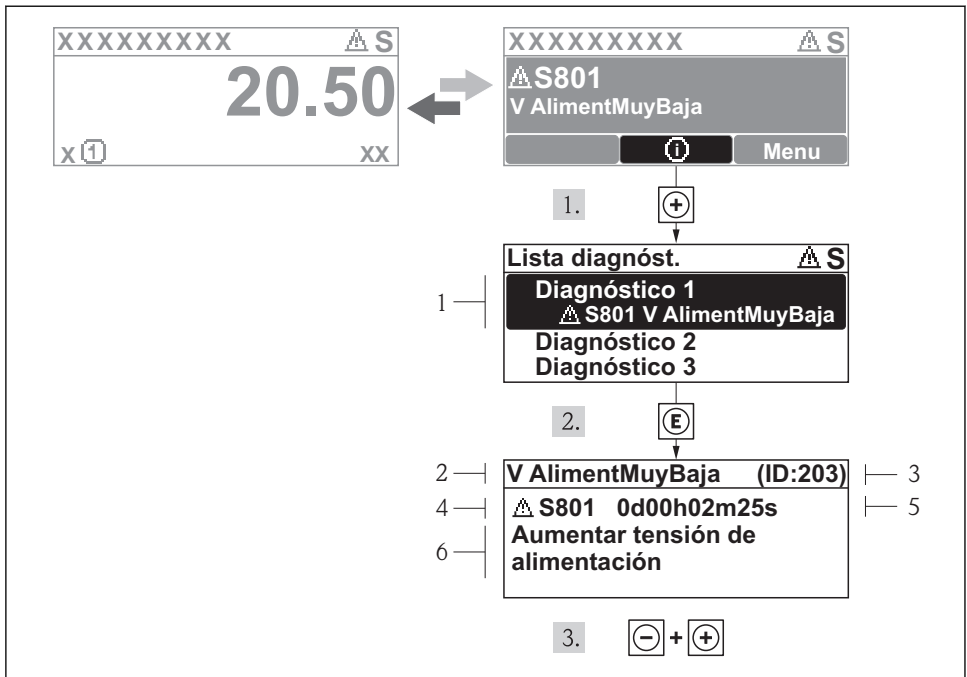 XXXXXXXXX ⚠ S
20.50
x ① xx
XXXXXXXXX ⚠ S
⚠ S801
V AlimentMuyBaja
ⓘ Menu
1. +
Lista diagnóst. ⚠ S
1 Diagnóstico 1
⚠ S801 V AlimentMuyBaja
Diagnóstico 2
Diagnóstico 3
2. E
2 V AlimentMuyBaja (ID:203) 3
4 ⚠ S801 0d00h02m25s 5
6 Aumentar tensión de
alimentación
3. - + +